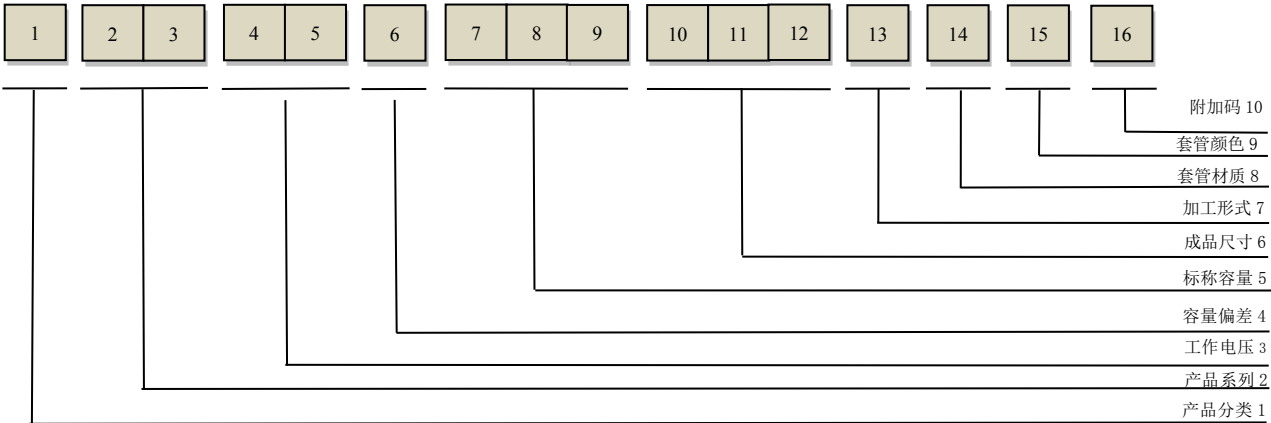 1 2 3 4 5 6 7 8 9 10 11 12 13 14 15 16
附加码 10
套管颜色 9
套管材质 8
加工形式 7
成品尺寸 6
标称容量 5
容量偏差 4
工作电压 3
产品系列 2
产品分类 1